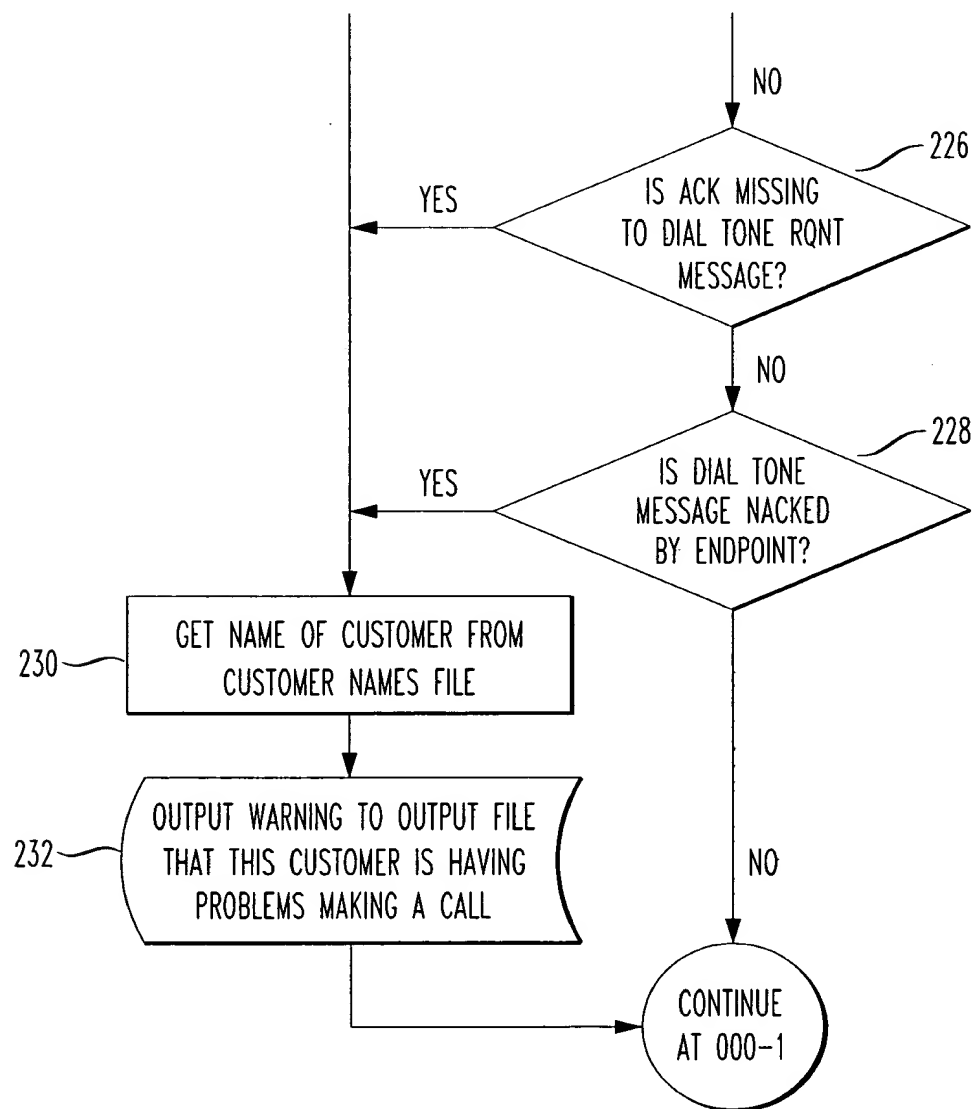 NO
226
IS ACK MISSING
TO DIAL TONE RQNT
MESSAGE?
YES
NO
228
IS DIAL TONE
MESSAGE NACKED
BY ENDPOINT?
YES
230
GET NAME OF CUSTOMER FROM
CUSTOMER NAMES FILE
232
OUTPUT WARNING TO OUTPUT FILE
THAT THIS CUSTOMER IS HAVING
PROBLEMS MAKING A CALL
NO
CONTINUE
AT 000-1